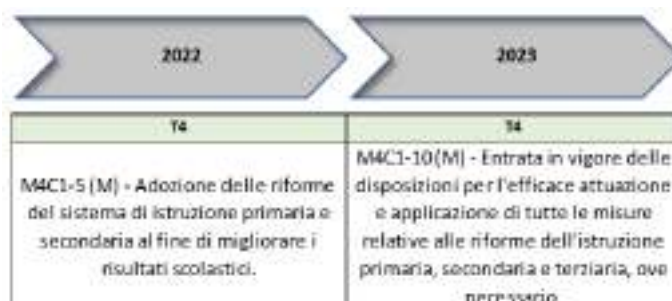 2022
2023
T4
T4
M4C1-5 (M) - Adozione delle riforme
del sistema di istruzione primaria e
secondaria al fine di migliorare i
risultati scolastici.
M4C1-10(M) - Entrata in vigore delle
disposizioni per l'efficace attuazione
e applicazione di tutte le misure
relative alle riforme dell'istruzione
primaria, secondaria e terziaria, ove
necessario